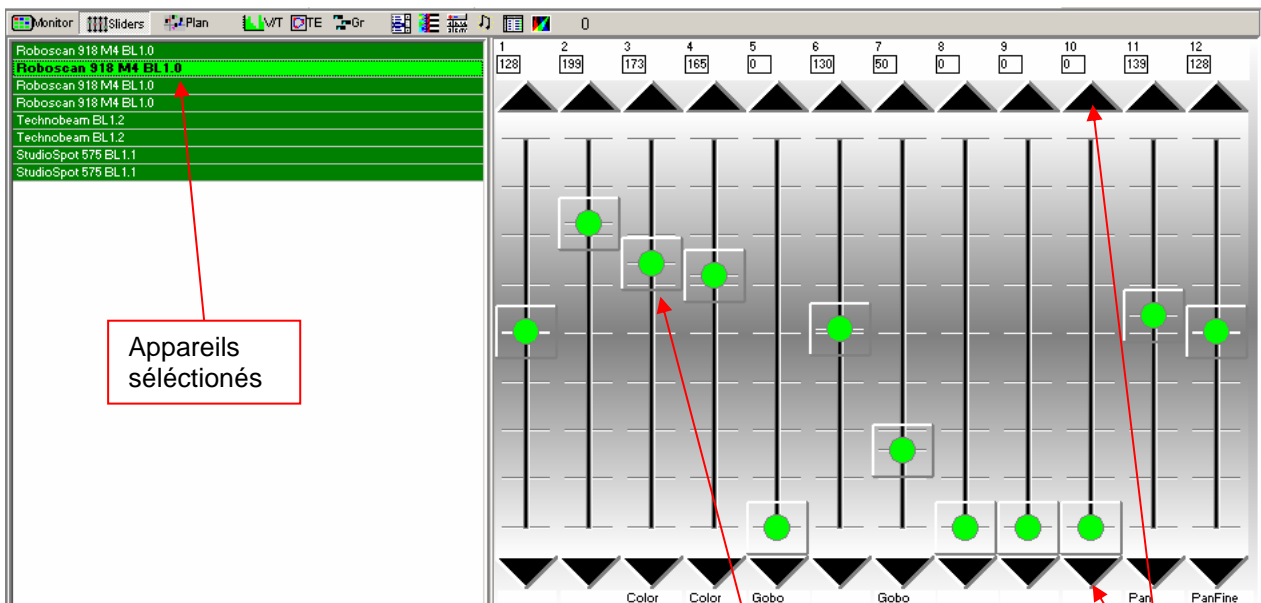 Monitor Sliders Plan V/T TE Gr 0
Roboscan 918 M4 BL1.0
Roboscan 918 M4 BL1.0
Roboscan 918 M4 BL1.0
Roboscan 918 M4 BL1.0
Technobeam BL1.2
Technobeam BL1.2
StudioSpot 575 BL1.1
StudioSpot 575 BL1.1
Appareils
séléctionés
1 2 3 4 5 6 7 8 9 10 11 12
128 199 173 165 0 130 50 0 0 0 139 128
Color Color Gobo Gobo Pan PanFine